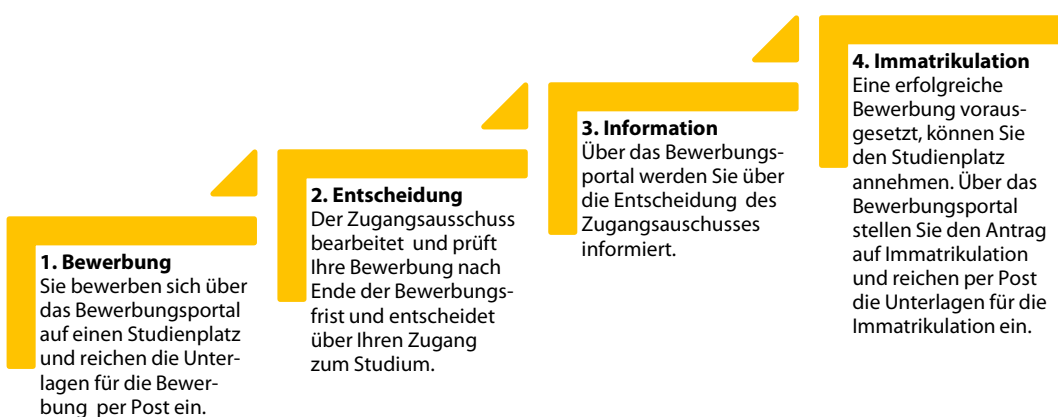 1. Bewerbung
Sie bewerben sich über
das Bewerbungsportal
auf einen Studienplatz
und reichen die Unter-
lagen für die Bewer-
bung per Post ein.
2. Entscheidung
Der Zugangsausschuss
bearbeitet und prüft
Ihre Bewerbung nach
Ende der Bewerbungs-
frist und entscheidet
über Ihren Zugang
zum Studium.
3. Information
Über das Bewerbungs-
portal werden Sie über
die Entscheidung des
Zugangsauschusses
informiert.
4. Immatrikulation
Eine erfolgreiche
Bewerbung voraus-
gesetzt, können Sie
den Studienplatz
annehmen. Über das
Bewerbungsportal
stellen Sie den Antrag
auf Immatrikulation
und reichen per Post
die Unterlagen für die
Immatrikulation ein.